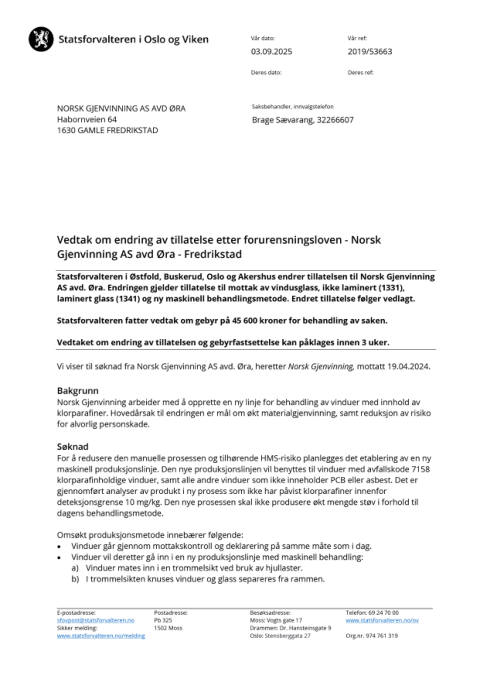 Statsforvalteren i Oslo og Viken
Vår dato:
Vår ref:
03.09.2025
2019/53663
Deres dato:
Deres ref:
NORSK GJENVINNING AS AVD ØRA
Habornveien 64
1630 GAMLE FREDRIKSTAD
Saksbehandler, innvalgstelefon
Brage Sævarang, 32266607
Vedtak om endring av tillatelse etter forurensningsloven - Norsk
Gjenvinning AS avd Øra - Fredrikstad
Statsforvalteren i Østfold, Buskerud, Oslo og Akershus endrer tillatelsen til Norsk Gjenvinning
AS avd. Øra. Endringen gjelder tillatelse til mottak av vindusglass, ikke laminert (1331),
laminert glass (1341) og ny maskinell behandlingsmetode. Endret tillatelse følger vedlagt.
Statsforvalteren fatter vedtak om gebyr på 45 600 kroner for behandling av saken.
Vedtaket om endring av tillatelsen og gebyrfastsettelse kan påklages innen 3 uker.
Vi viser til søknad fra Norsk Gjenvinning AS avd. Øra, heretter Norsk Gjenvinning, mottatt 19.04.2024.
Bakgrunn
Norsk Gjenvinning arbeider med å opprette en ny linje for behandling av vinduer med innhold av
klorparafiner. Hovedårsak til endringen er mål om økt materialgjenvinning, samt reduksjon av risiko
for alvorlig personskade.
Søknad
For å redusere den manuelle prosessen og tilhørende HMS-risiko planlegges det etablering av en ny
maskinell produksjonslinje. Den nye produksjonslinjen vil benyttes til vinduer med avfallskode 7158
klorparafinholdige vinduer, samt alle andre vinduer som ikke inneholder PCB eller asbest. Det er
gjennomført analyser av produkt i ny prosess som ikke har påvist klorparafiner innenfor
deteksjonsgrense 10 mg/kg. Den nye prosessen skal ikke produsere økt mengde støv i forhold til
dagens behandlingsmetode.
Omsøkt produksjonsmetode innebærer følgende:
• Vinduer går gjennom mottakskontroll og deklarering på samme måte som i dag.
• Vinduer vil deretter gå inn i en ny produksjonslinje med maskinell behandling:
a) Vinduer mates inn i en trommelsikt ved bruk av hjullaster.
b) I trommelsikten knuses vinduer og glass separeres fra rammen.
E-postadresse:
sfovpost@statsforvalteren.no
Sikker melding:
www.statsforvalteren.no/melding
Postadresse:
Pb 325
1502 Moss
Besøksadresse:
Moss: Vogts gate 17
Drammen: Dr. Hansteinsgate 9
Oslo: Stensberggata 27
Telefon: 69 24 70 00
www.statsforvalteren.no/ov
Org.nr. 974 761 319